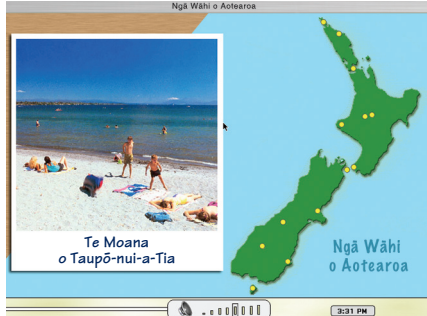 Ngā Wāhi o Aotearoa
Te Moana
o Taupō-nui-a-Tia
Ngā Wāhi
o Aotearoa
3:31 PM